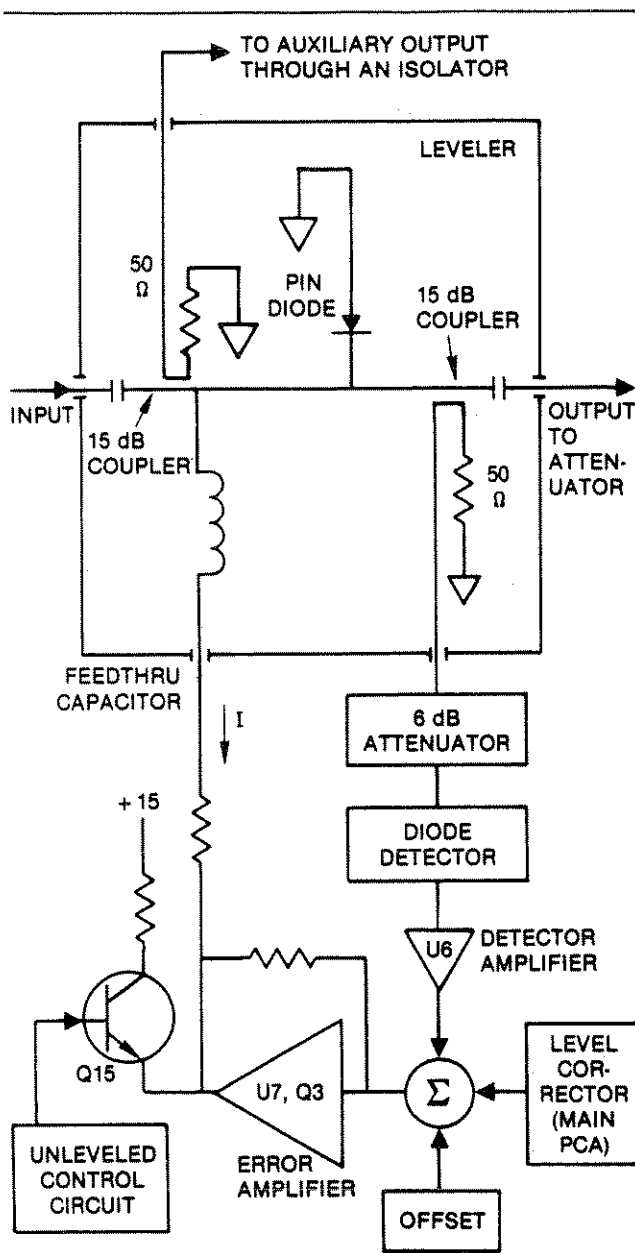 TO AUXILIARY OUTPUT
THROUGH AN ISOLATOR
LEVELER
50
Ω
PIN
DIODE
15 dB
COUPLER
INPUT
15 dB
COUPLER
OUTPUT
TO
ATTEN-
UATOR
50
Ω
FEEDTHRU
CAPACITOR
I
6 dB
ATTENUATOR
+ 15
DIODE
DETECTOR
U6
DETECTOR
AMPLIFIER
Q15
U7, Q3
Σ
LEVEL
COR-
RECTOR
(MAIN
PCA)
UNLEVELED
CONTROL
CIRCUIT
ERROR
AMPLIFIER
OFFSET